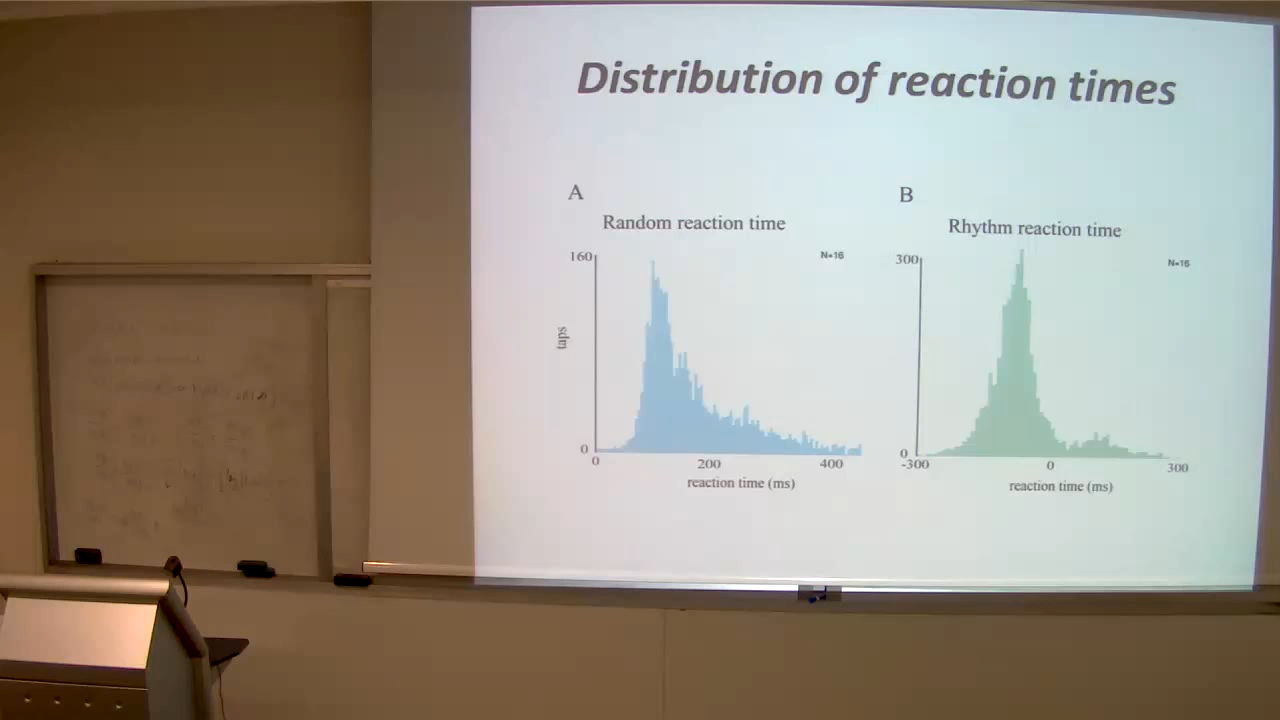 Distribution of reaction times
A
Random reaction time
160
N=16
taps
0
0
200
400
reaction time (ms)
B
Rhythm reaction time
300
N=16
0
-300
0
300
reaction time (ms)